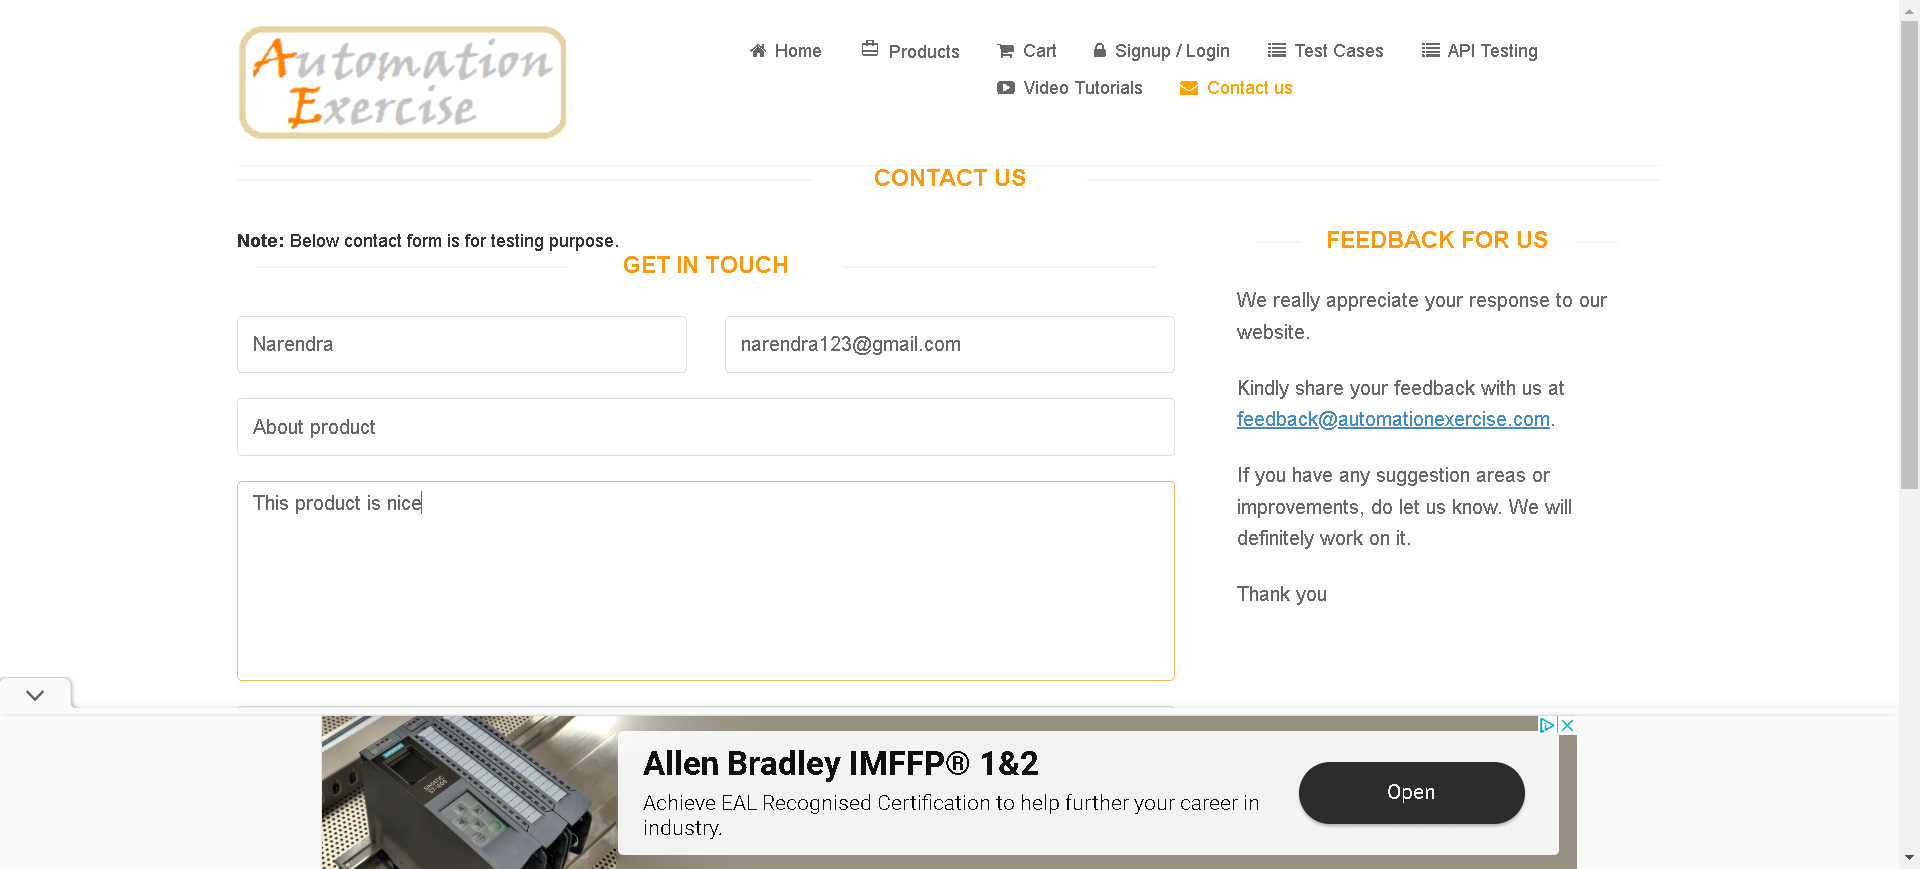 Automation
Exercise
Home
Products
Cart
Signup / Login
Test Cases
API Testing
Video Tutorials
Contact us
CONTACT US
Note: Below contact form is for testing purpose.
GET IN TOUCH
Narendra
narendra123@gmail.com
About product
This product is nice
FEEDBACK FOR US
We really appreciate your response to our
website.
Kindly share your feedback with us at
feedback@automationexercise.com.
If you have any suggestion areas or
improvements, do let us know. We will
definitely work on it.
Thank you
SIEMENS
SIMATIC
Allen Bradley IMFFP® 1&2
Achieve EAL Recognised Certification to help further your career in
industry.
Open